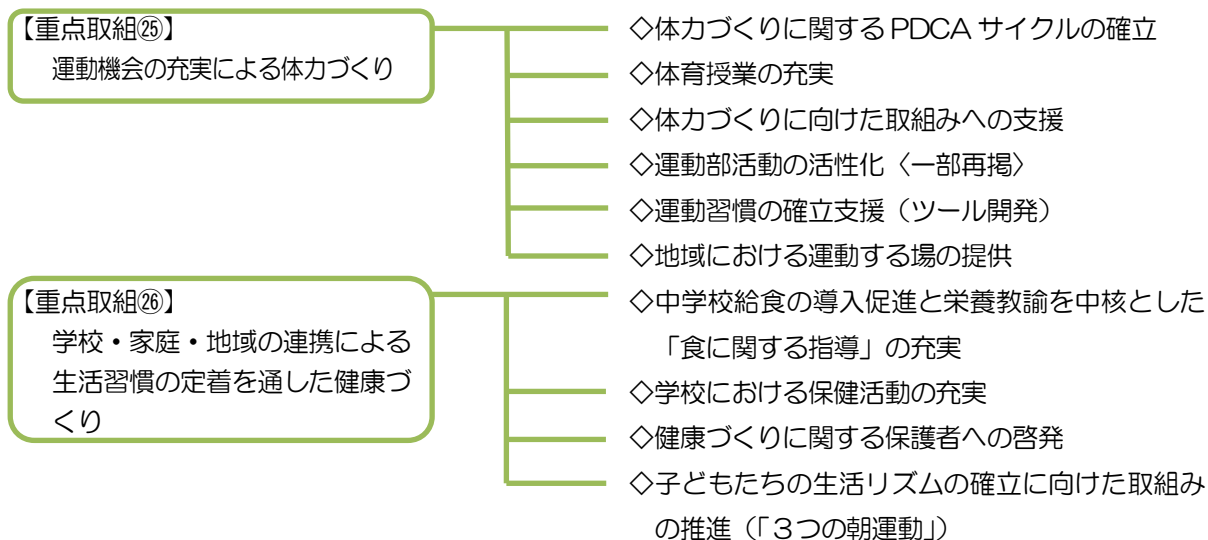 【重点取組㉕】
運動機会の充実による体力づくり
◇体力づくりに関するPDCAサイクルの確立
◇体育授業の充実
◇体力づくりに向けた取組みへの支援
◇運動部活動の活性化〈一部再掲〉
◇運動習慣の確立支援(ツール開発)
◇地域における運動する場の提供
【重点取組㉖】
学校・家庭・地域の連携による
生活習慣の定着を通した健康づ
くり
◇中学校給食の導入促進と栄養教諭を中核とした
「食に関する指導」の充実
◇学校における保健活動の充実
◇健康づくりに関する保護者への啓発
◇子どもたちの生活リズムの確立に向けた取組み
の推進(「3つの朝運動」)